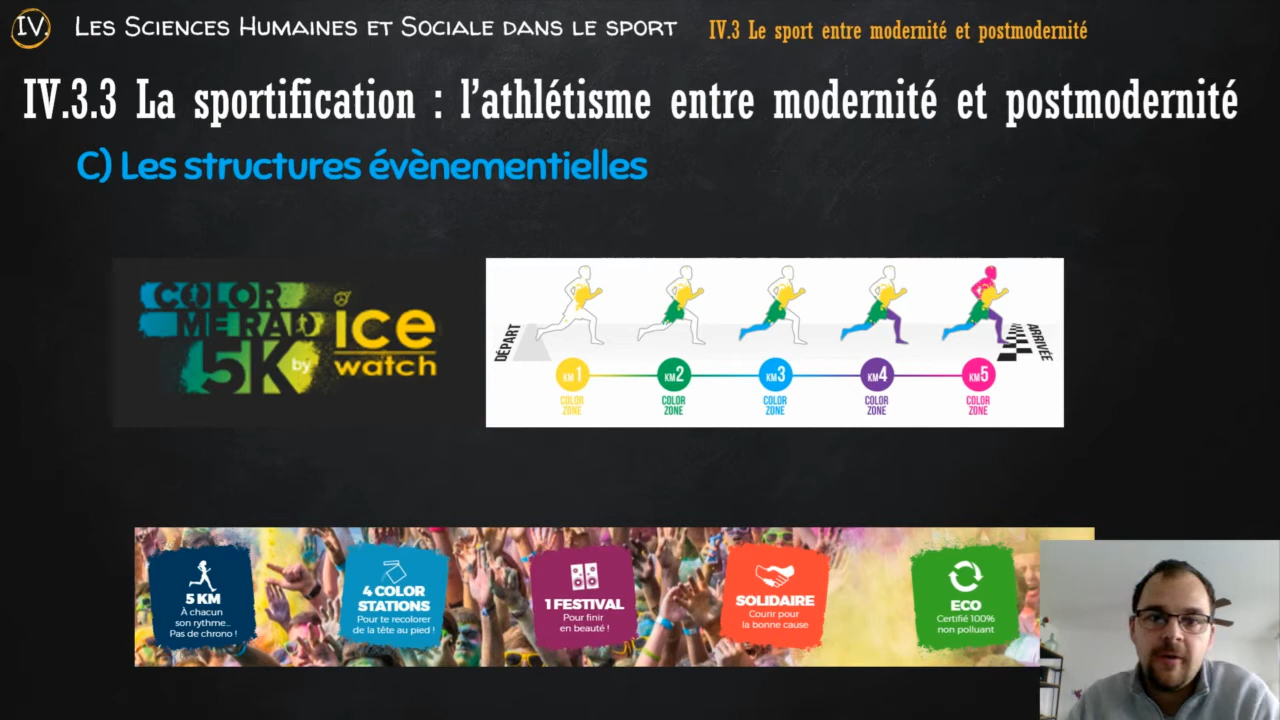 IV.
Les Sciences Humaines et Sociale dans le sport
IV.3 Le sport entre modernité et postmodernité
IV.3.3 La sportification : l'athlétisme entre modernité et postmodernité
C) Les structures évènementielles
COLOR
ME RAD
5K by
ice
watch
DÉPART
ARRIVÉE
KM1
KM2
KM3
KM4
KM5
COLOR
ZONE
COLOR
ZONE
COLOR
ZONE
COLOR
ZONE
COLOR
ZONE
5 KM
À chacun
son rythme...
Pas de chrono !
4 COLOR
STATIONS
Pour te recolorer
de la tête au pied !
1 FESTIVAL
Pour finir
en beauté !
SOLIDAIRE
Courir pour
la bonne cause
ECO
Certifié 100%
non polluant